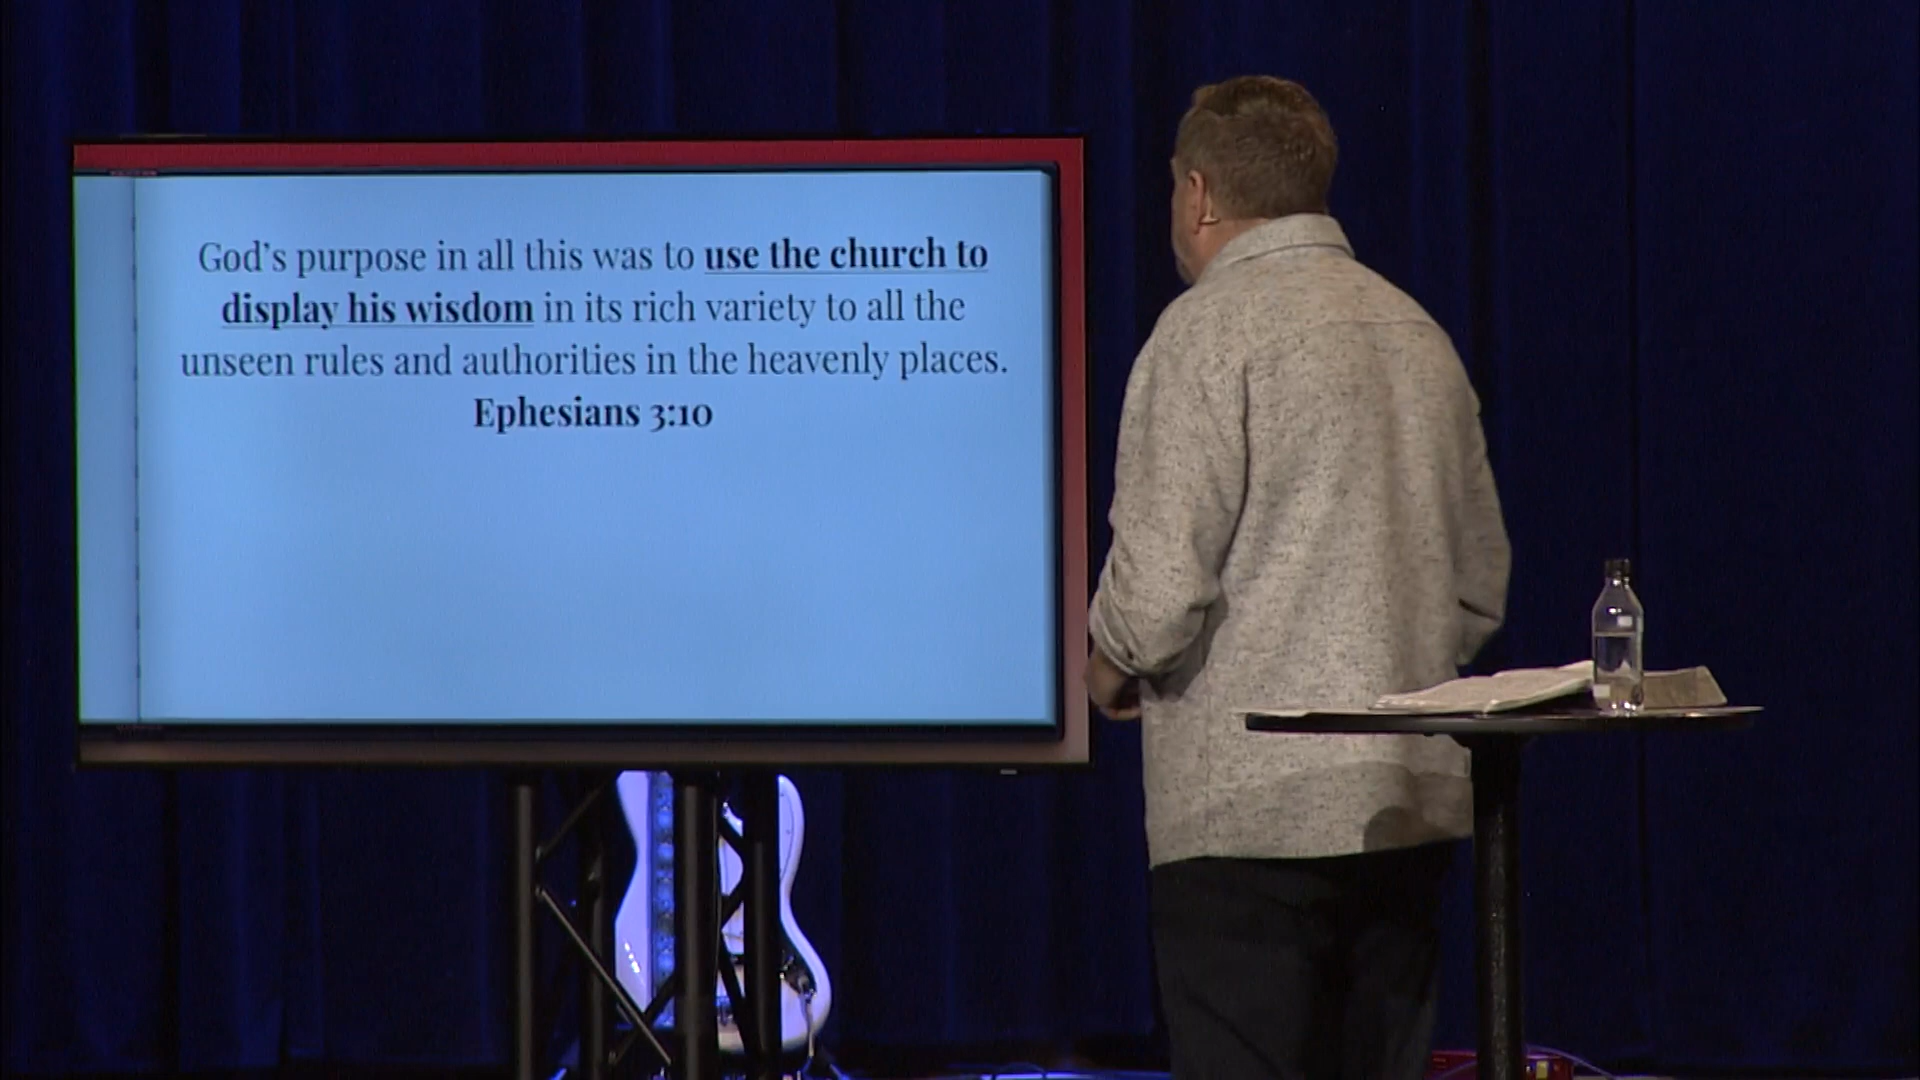 God's purpose in all this was to use the church to
display his wisdom in its rich variety to all the
unseen rules and authorities in the heavenly places.
Ephesians 3:10